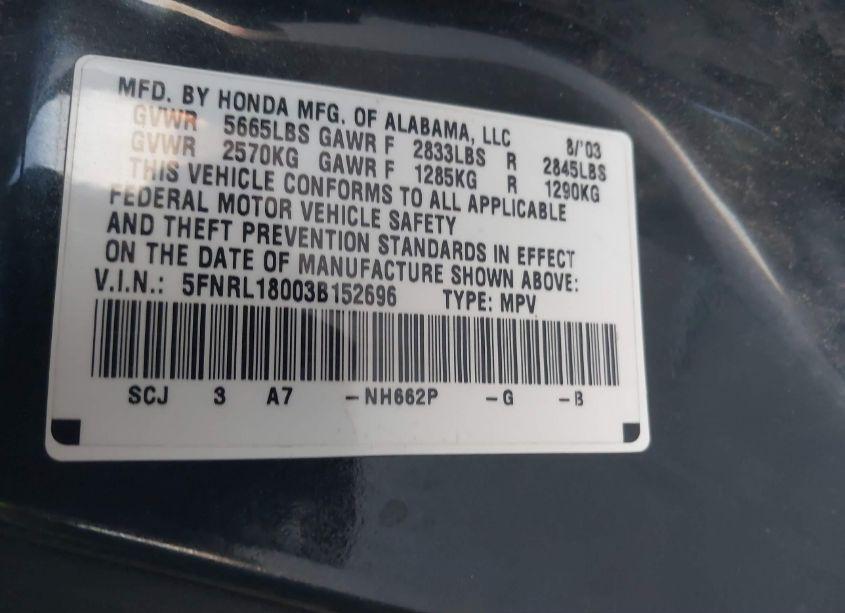 MFD. BY HONDA MFG. OF ALABAMA, LLC 8/'03
GVWR 5665LBS GAWR F 2833LBS R 2845LBS
GVWR 2570KG GAWR F 1285KG R 1290KG
THIS VEHICLE CONFORMS TO ALL APPLICABLE
FEDERAL MOTOR VEHICLE SAFETY
AND THEFT PREVENTION STANDARDS IN EFFECT
ON THE DATE OF MANUFACTURE SHOWN ABOVE:
V.I.N.: 5FNRL18003B152696 TYPE: MPV
SCJ 3 A7 -NH662P -G -B